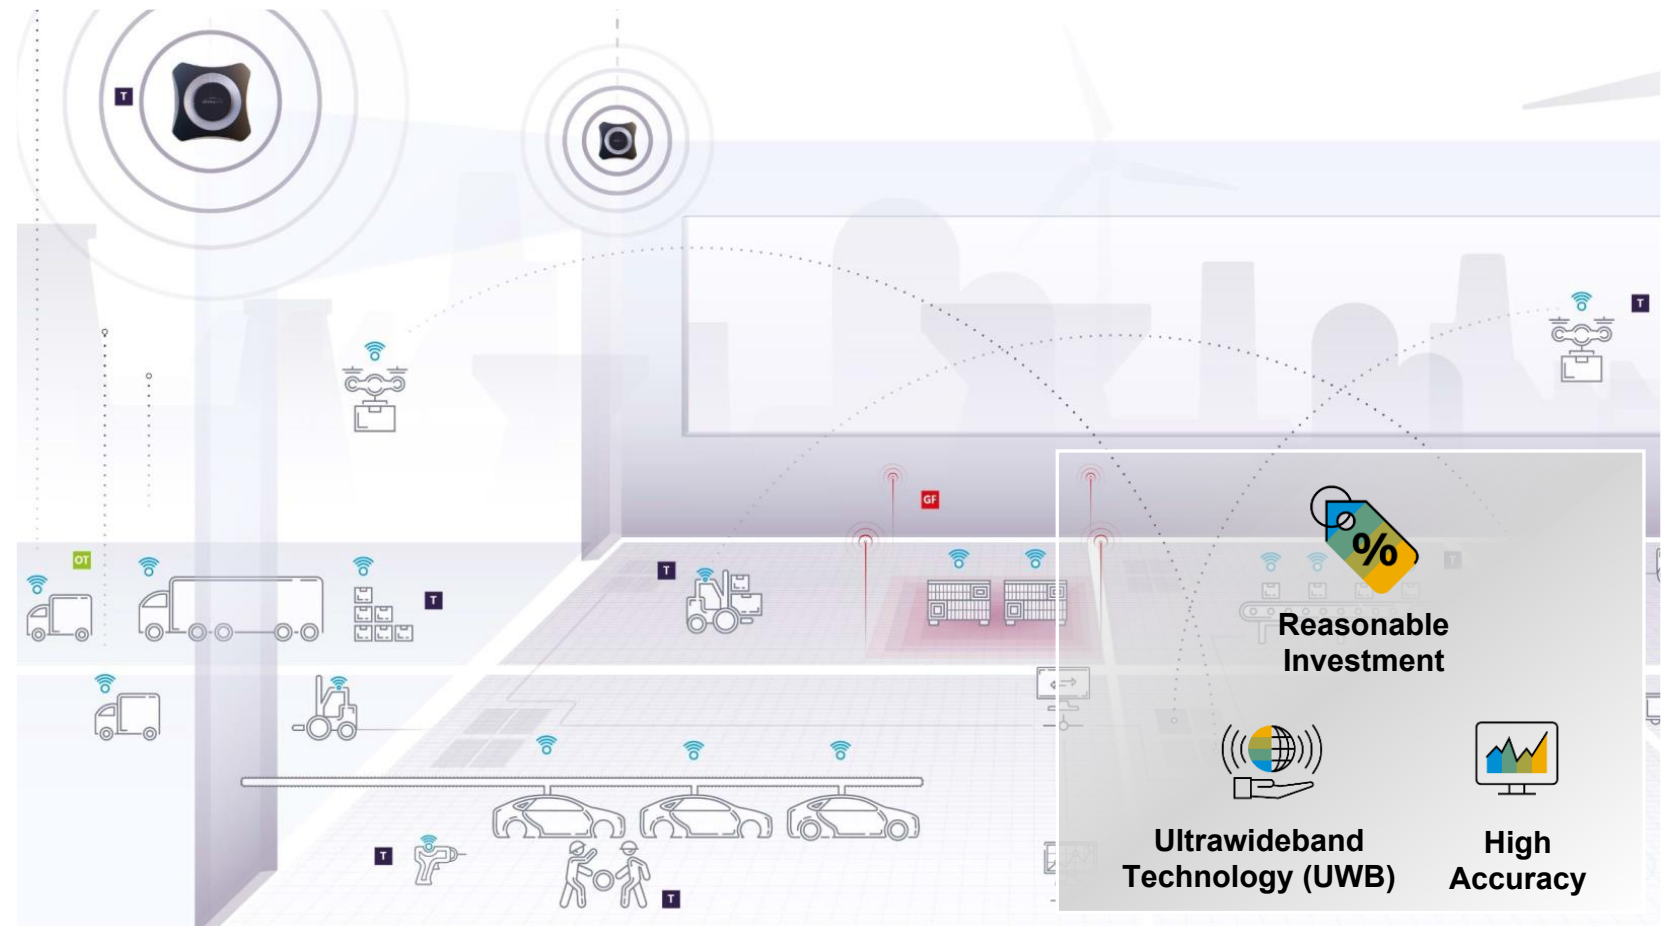 T
T
GF
OT
T
T
T
%
Reasonable
Investment
Ultrawideband
Technology (UWB)
High
Accuracy
T
T